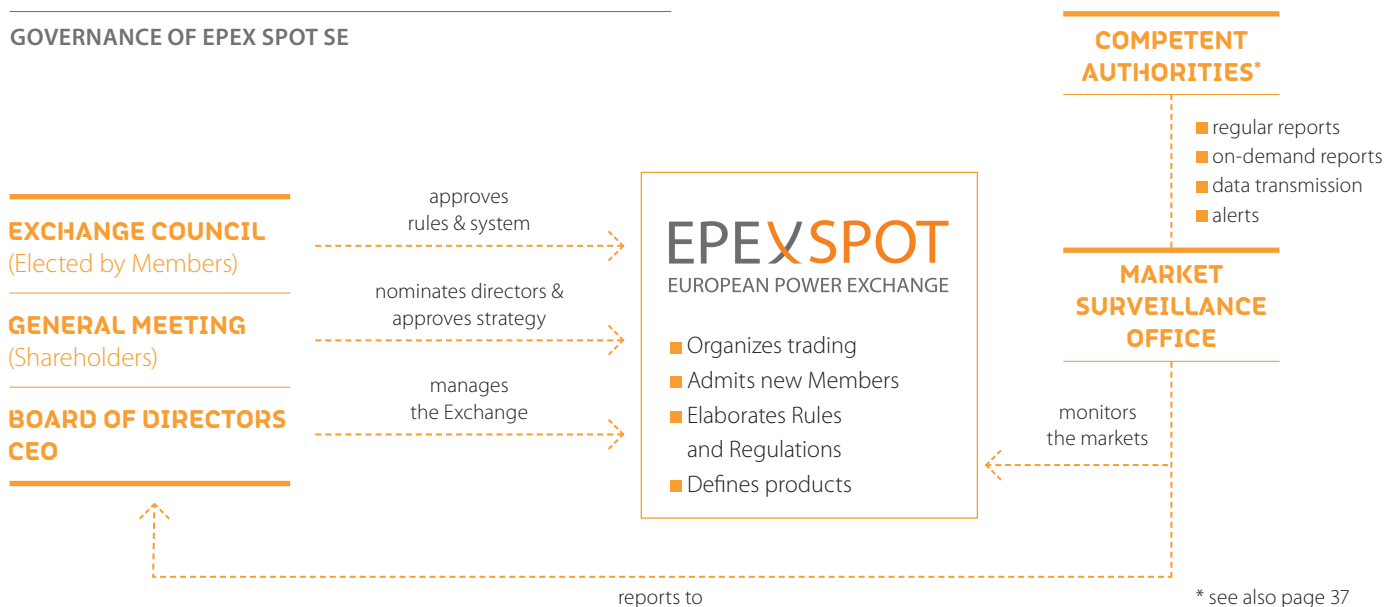 GOVERNANCE OF EPEX SPOT SE
COMPETENT
AUTHORITIES*
regular reports
on-demand reports
data transmission
alerts
EXCHANGE COUNCIL
(Elected by Members)
GENERAL MEETING
(Shareholders)
BOARD OF DIRECTORS
CEO
approves
rules & system
nominates directors &
approves strategy
manages
the Exchange
EPEXSPOT
EUROPEAN POWER EXCHANGE
Organizes trading
Admits new Members
Elaborates Rules
and Regulations
Defines products
MARKET
SURVEILLANCE
OFFICE
monitors
the markets
reports to
* see also page 37